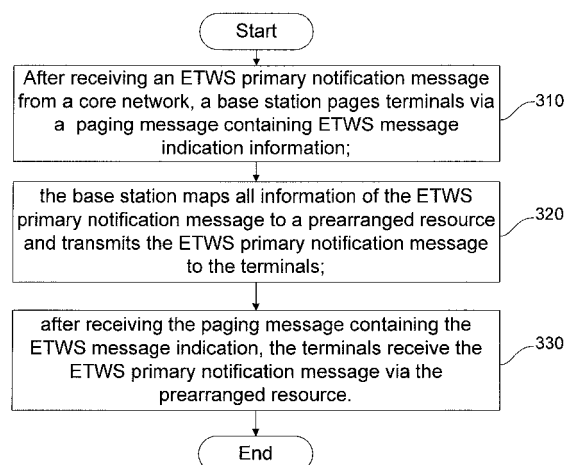 Start
After receiving an ETWS primary notification message
from a core network, a base station pages terminals via
a paging message containing ETWS message
indication information;
310
the base station maps all information of the ETWS
primary notification message to a prearranged resource
and transmits the ETWS primary notification message
to the terminals;
320
after receiving the paging message containing the
ETWS message indication, the terminals receive the
ETWS primary notification message via the
prearranged resource.
330
End